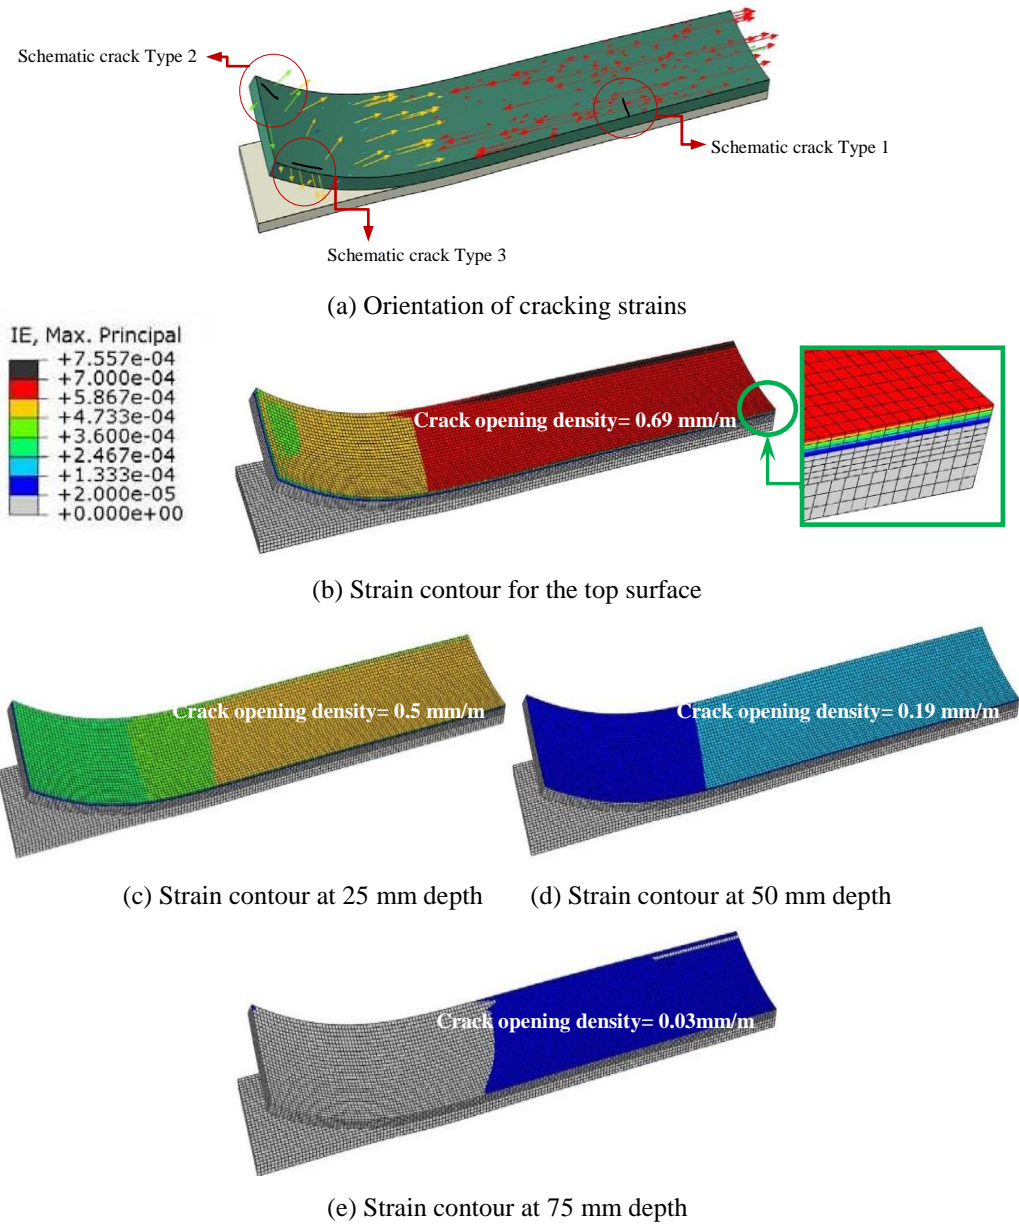 Schematic crack Type 2
Schematic crack Type 1
Schematic crack Type 3
(a) Orientation of cracking strains
IE, Max. Principal
+7.557e-04
+7.000e-04
+5.867e-04
+4.733e-04
+3.600e-04
+2.467e-04
+1.333e-04
+2.000e-05
+0.000e+00
Crack opening density= 0.69 mm/m
(b) Strain contour for the top surface
Crack opening density= 0.5 mm/m
Crack opening density= 0.19 mm/m
(c) Strain contour at 25 mm depth
(d) Strain contour at 50 mm depth
Crack opening density= 0.03mm/m
(e) Strain contour at 75 mm depth